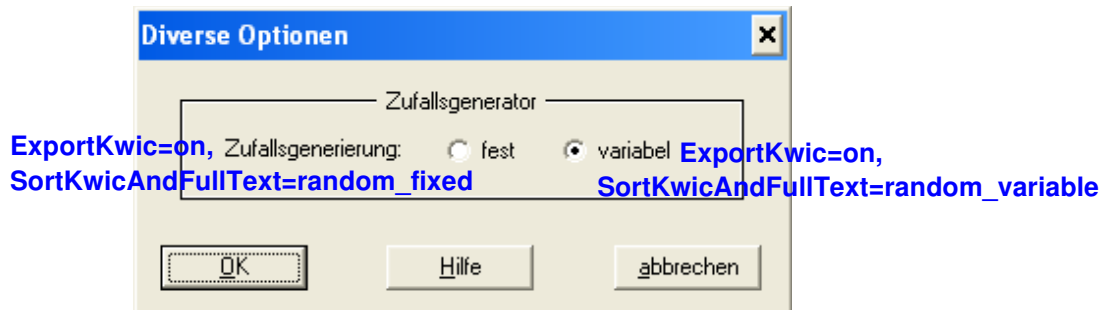 Diverse Optionen
Zufallsgenerator
ExportKwic=on, Zufallsgenerierung: fest variabel ExportKwic=on,
SortKwicAndFullText=random_fixed SortKwicAndFullText=random_variable
OK Hilfe abbrechen